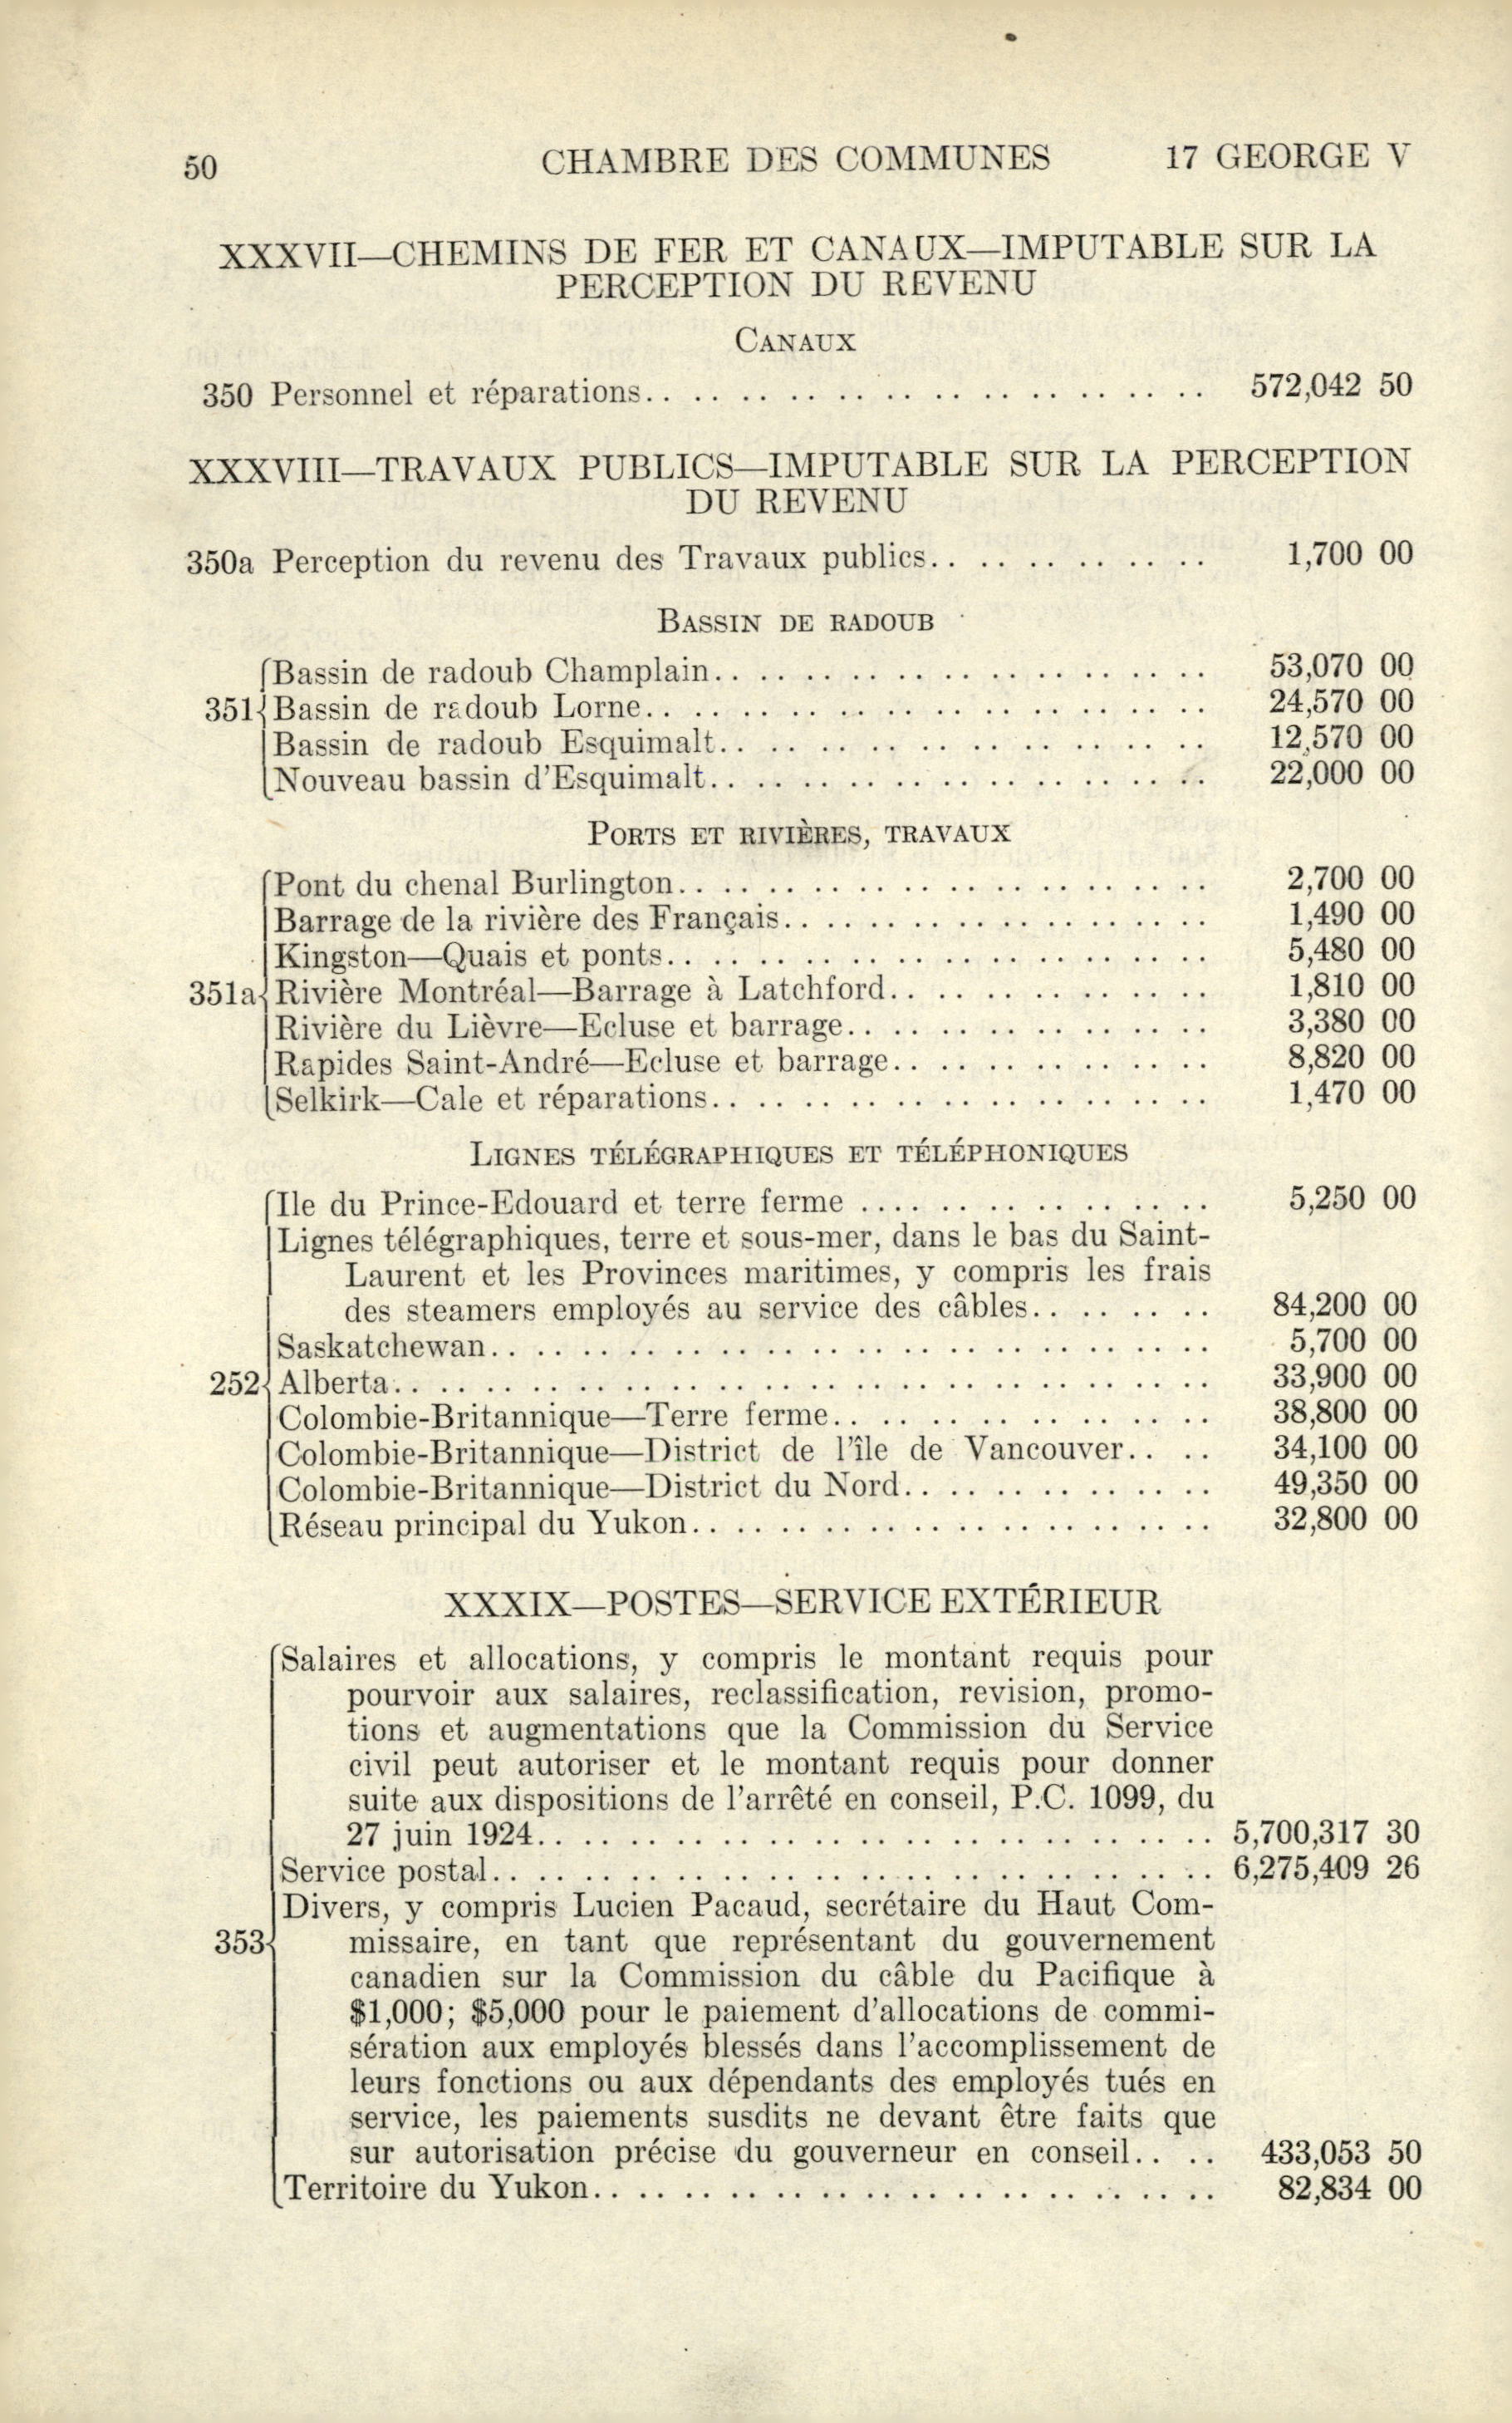 50 CHAMBRE DES COMMUNES 17 GEORGE V
XXXVII—CHEMINS DE FER ET CANAUX—IMPUTABLE SUR LA
PERCEPTION DU REVENU
CANAUX
350 Personnel et réparations. . . . . . . . . . . . . . . . . . . . . . . . . 572,042 50
XXXVIII—TRAVAUX PUBLICS—IMPUTABLE SUR LA PERCEPTION
DU REVENU
350a Perception du revenu des Travaux publics. . . . . . . . . . . . . 1,700 00
BASSIN DE RADOUB
Bassin de radoub Champlain. . . . . . . . . . . . . . . . . . . . . . 53,070 00
351 Bassin de radoub Lorne. . . . . . . . . . . . . . . . . . . . . . . . . 24,570 00
Bassin de radoub Esquimalt. . . . . . . . . . . . . . . . . . . . . . 12,570 00
Nouveau bassin d'Esquimalt. . . . . . . . . . . . . . . . . . . . . . 22,000 00
PORTS ET RIVIÈRES, TRAVAUX
Pont du chenal Burlington. . . . . . . . . . . . . . . . . . . . . . . . 2,700 00
Barrage de la rivière des Français. . . . . . . . . . . . . . . . . . . 1,490 00
Kingston—Quais et ponts. . . . . . . . . . . . . . . . . . . . . . . . 5,480 00
351a Rivière Montréal—Barrage à Latchford. . . . . . . . . . . . . . . 1,810 00
Rivière du Lièvre—Ecluse et barrage. . . . . . . . . . . . . . . . . 3,380 00
Rapides Saint-André—Ecluse et barrage. . . . . . . . . . . . . . . 8,820 00
Selkirk—Cale et réparations. . . . . . . . . . . . . . . . . . . . . . 1,470 00
LIGNES TÉLÉGRAPHIQUES ET TÉLÉPHONIQUES
Ile du Prince-Edouard et terre ferme . . . . . . . . . . . . . . . . 5,250 00
Lignes télégraphiques, terre et sous-mer, dans le bas du Saint-
Laurent et les Provinces maritimes, y compris les frais
des steamers employés au service des câbles. . . . . . . . . 84,200 00
Saskatchewan. . . . . . . . . . . . . . . . . . . . . . . . . . . . . . . . 5,700 00
252 Alberta. . . . . . . . . . . . . . . . . . . . . . . . . . . . . . . . . . . . 33,900 00
Colombie-Britannique—Terre ferme. . . . . . . . . . . . . . . . . 38,800 00
Colombie-Britannique—District de l'île de Vancouver. . . . 34,100 00
Colombie-Britannique—District du Nord. . . . . . . . . . . . . . 49,350 00
Réseau principal du Yukon. . . . . . . . . . . . . . . . . . . . . . . 32,800 00
XXXIX—POSTES—SERVICE EXTÉRIEUR
Salaires et allocations, y compris le montant requis pour
pourvoir aux salaires, reclassification, revision, promo-
tions et augmentations que la Commission du Service
civil peut autoriser et le montant requis pour donner
suite aux dispositions de l'arrêté en conseil, P.C. 1099, du
27 juin 1924. . . . . . . . . . . . . . . . . . . . . . . . . . . . . . 5,700,317 30
Service postal. . . . . . . . . . . . . . . . . . . . . . . . . . . . . . . . 6,275,409 26
Divers, y compris Lucien Pacaud, secrétaire du Haut Com-
353 missaire, en tant que représentant du gouvernement
canadien sur la Commission du câble du Pacifique à
$1,000; $5,000 pour le paiement d'allocations de commi-
sération aux employés blessés dans l'accomplissement de
leurs fonctions ou aux dépendants des employés tués en
service, les paiements susdits ne devant être faits que
sur autorisation précise du gouverneur en conseil. . . . 433,053 50
Territoire du Yukon. . . . . . . . . . . . . . . . . . . . . . . . . . . . 82,834 00